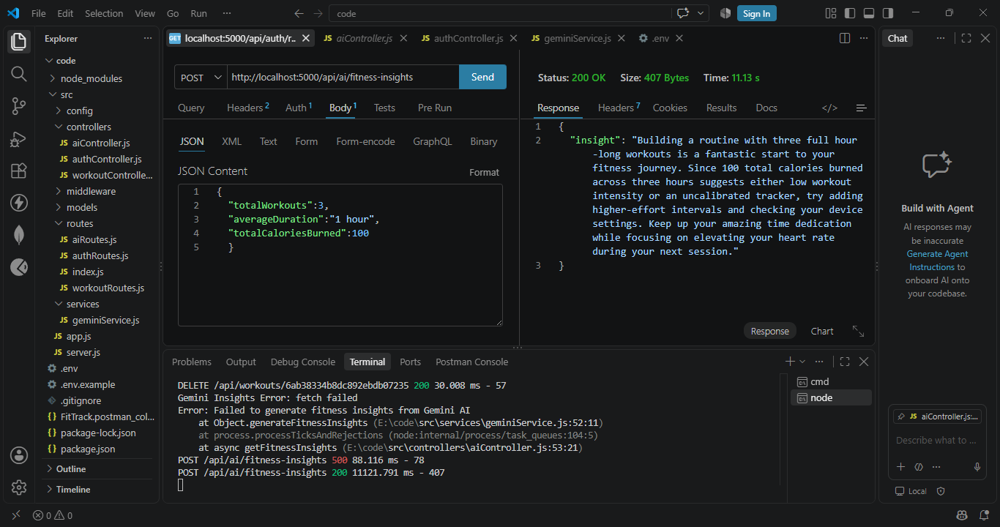 File Edit Selection View Go Run ··· code Sign In
Explorer ···
code
node_modules
src
config
controllers
JS aiController.js
JS authController.js
JS workoutControlle...
middleware
models
routes
JS aiRoutes.js
JS authRoutes.js
JS index.js
JS workoutRoutes.js
services
JS geminiService.js
JS app.js
JS server.js
.env
.env.example
.gitignore
{} FitTrack.postman_col...
{} package-lock.json
{} package.json
Outline
Timeline
GET localhost:5000/api/auth/r.. JS aiController.js JS authController.js JS geminiService.js .env ···
POST http://localhost:5000/api/ai/fitness-insights Send
Query Headers 2 Auth 1 Body 1 Tests Pre Run
JSON XML Text Form Form-encode GraphQL Binary
JSON Content Format
1 {
2 "totalWorkouts":3,
3 "averageDuration":"1 hour",
4 "totalCaloriesBurned":100
5 }
Status: 200 OK Size: 407 Bytes Time: 11.13 s
Response Headers 7 Cookies Results Docs </>
1 {
2 "insight": "Building a routine with three full hour
-long workouts is a fantastic start to your
fitness journey. Since 100 total calories burned
across three hours suggests either low workout
intensity or an uncalibrated tracker, try adding
higher-effort intervals and checking your device
settings. Keep up your amazing time dedication
while focusing on elevating your heart rate
during your next session."
3 }
Response Chart
Problems Output Debug Console Terminal Ports Postman Console ···
DELETE /api/workouts/6ab38334b8dc892ebdb07235 200 30.008 ms - 57
Gemini Insights Error: fetch failed
Error: Failed to generate fitness insights from Gemini AI
at Object.generateFitnessInsights (E:\code\src\services\geminiService.js:52:11)
at process.processTicksAndRejections (node:internal/process/task_queues:104:5)
at async getFitnessInsights (E:\code\src\controllers\aiController.js:53:21)
POST /api/ai/fitness-insights 500 88.116 ms - 78
POST /api/ai/fitness-insights 200 11121.791 ms - 407
cmd
node
Chat ···
Build with Agent
AI responses may
be inaccurate
Generate Agent
Instructions to
onboard AI onto
your codebase.
JS aiController.js:...
Describe what to ...
···
Local
0 0